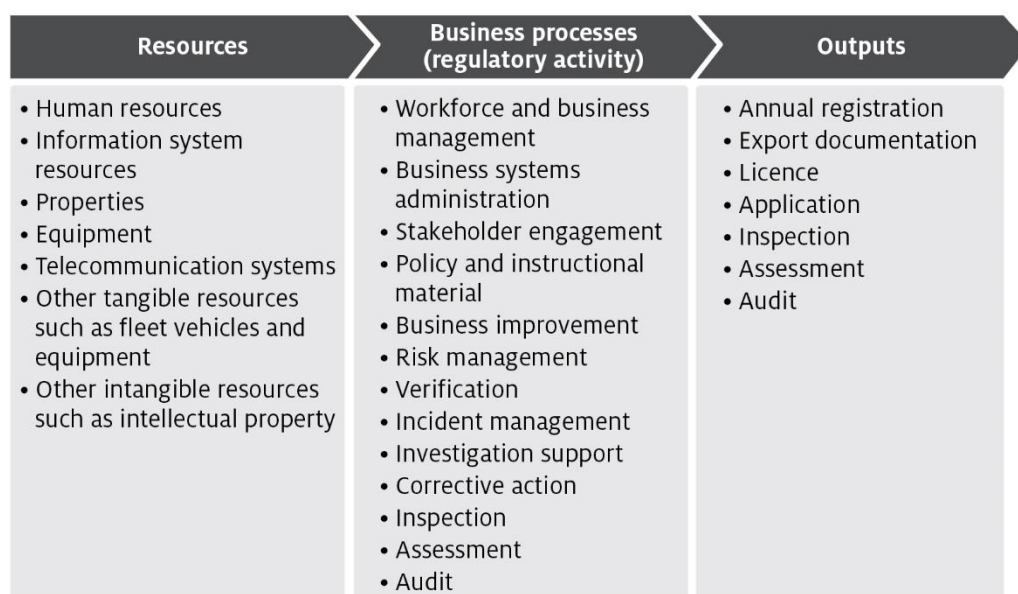 Resources
• Human resources
• Information system
resources
• Properties
• Equipment
• Telecommunication systems
• Other tangible resources
such as fleet vehicles and
equipment
• Other intangible resources
such as intellectual property
Business processes
(regulatory activity)
• Workforce and business
management
• Business systems
administration
• Stakeholder engagement
• Policy and instructional
material
• Business improvement
• Risk management
• Verification
• Incident management
• Investigation support
• Corrective action
• Inspection
• Assessment
• Audit
Outputs
• Annual registration
• Export documentation
• Licence
• Application
• Inspection
• Assessment
• Audit